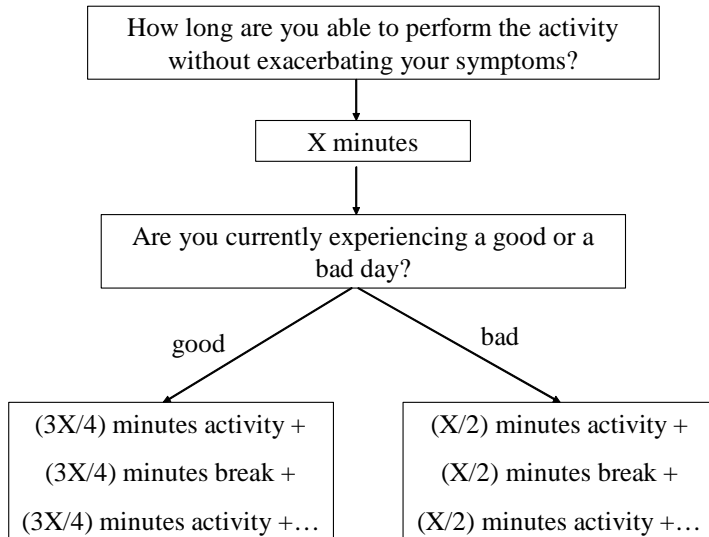 How long are you able to perform the activity
without exacerbating your symptoms?
X minutes
Are you currently experiencing a good or a
bad day?
good
bad
(3X/4) minutes activity +
(3X/4) minutes break +
(3X/4) minutes activity +…
(X/2) minutes activity +
(X/2) minutes break +
(X/2) minutes activity +…